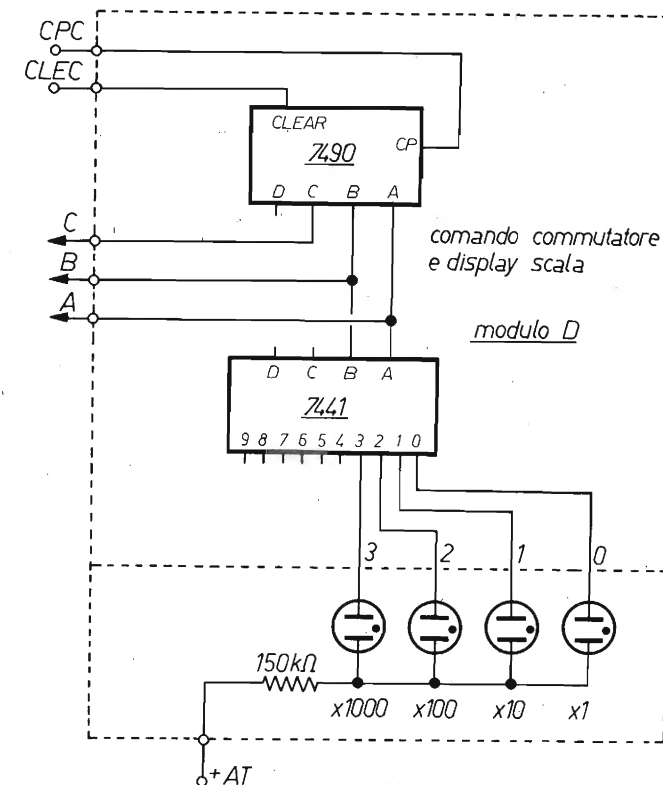 CPC
CLEC
CLEAR
7490
CP
D C B A
C
B
A
comando commutatore
e display scala
modulo D
D C B A
7441
9 8 7 6 5 4 3 2 1 0
3 2 1 0
150kΩ
x1000 x100 x10 x1
+AT